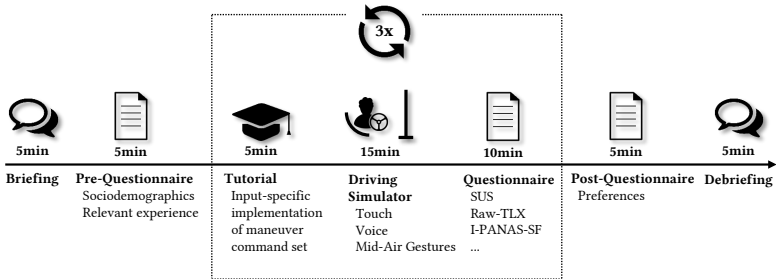 3x
5min
5min
5min
15min
10min
5min
5min
Briefing
Pre-Questionnaire
Sociodemographics
Relevant experience
Tutorial
Input-specific
implementation
of maneuver
command set
Driving
Simulator
Touch
Voice
Mid-Air Gestures
Questionnaire
SUS
Raw-TLX
I-PANAS-SF
...
Post-Questionnaire
Preferences
Debriefing